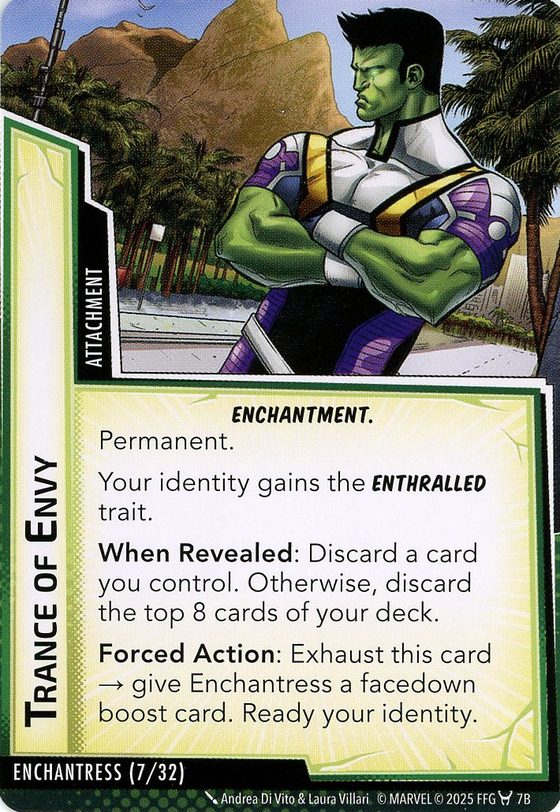 ATTACHMENT
TRANCE OF ENVY
ENCHANTMENT.
Permanent.
Your identity gains the ENTHRALLED
trait.
When Revealed: Discard a card
you control. Otherwise, discard
the top 8 cards of your deck.
Forced Action: Exhaust this card
→ give Enchantress a facedown
boost card. Ready your identity.
ENCHANTRESS (7/32)
Andrea Di Vito & Laura Villari © MARVEL © 2025 FFG 7B